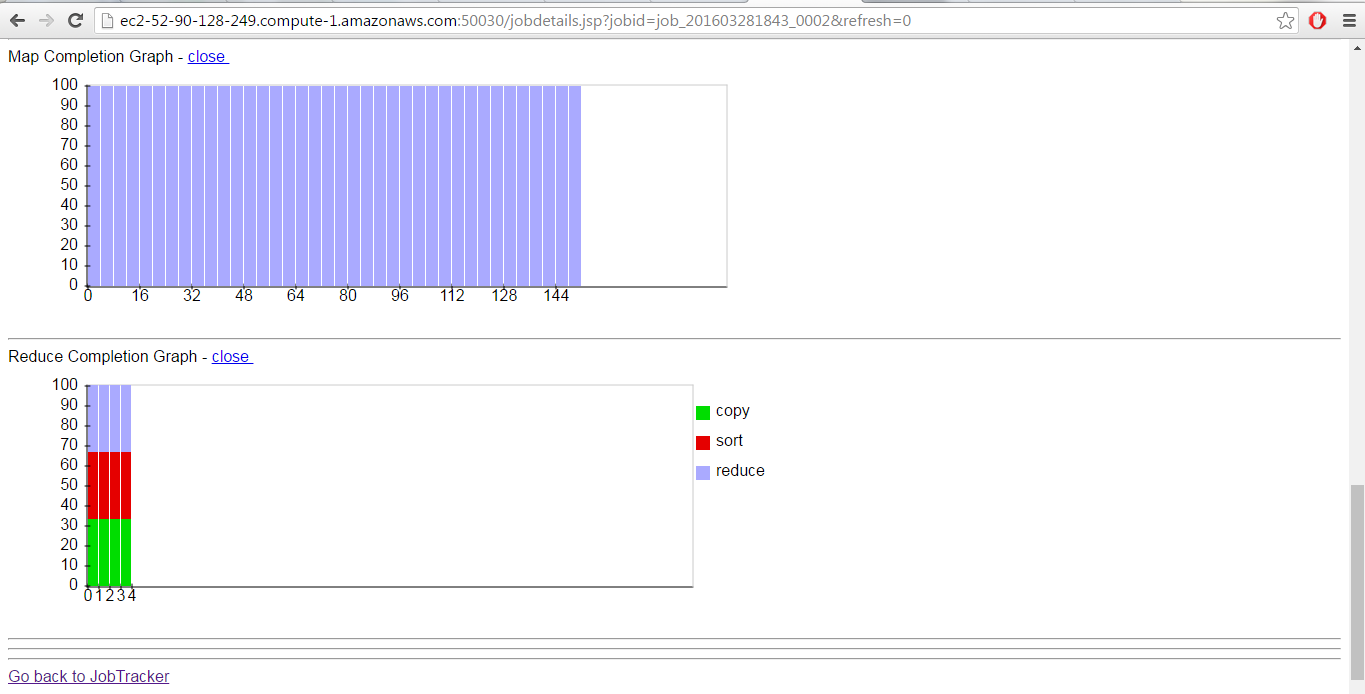 ec2-52-90-128-249.compute-1.amazonaws.com:50030/jobdetails.jsp?jobid=job_201603281843_0002&refresh=0
Map Completion Graph - close
100
90
80
70
60
50
40
30
20
10
0
0 16 32 48 64 80 96 112 128 144
Reduce Completion Graph - close
100
90
80
70
60
50
40
30
20
10
0
0 1 2 3 4
copy
sort
reduce
Go back to JobTracker